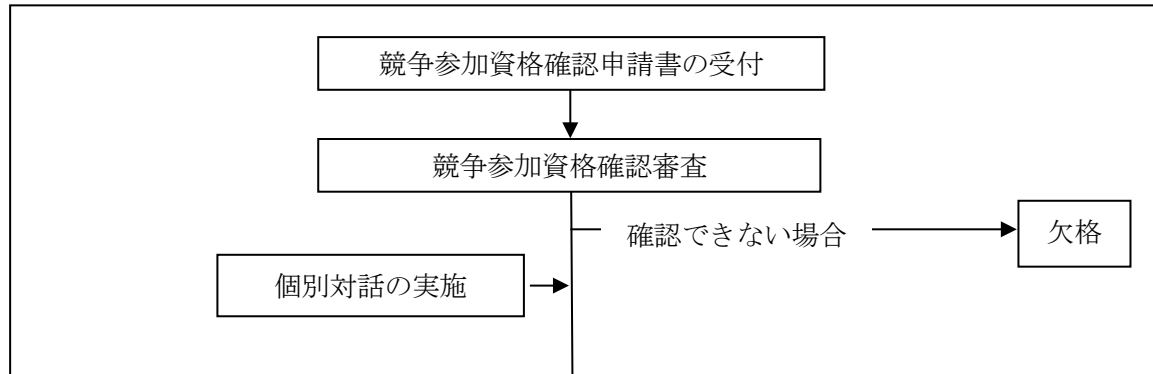 競争参加資格確認申請書の受付
競争参加資格確認審査
確認できない場合
欠格
個別対話の実施